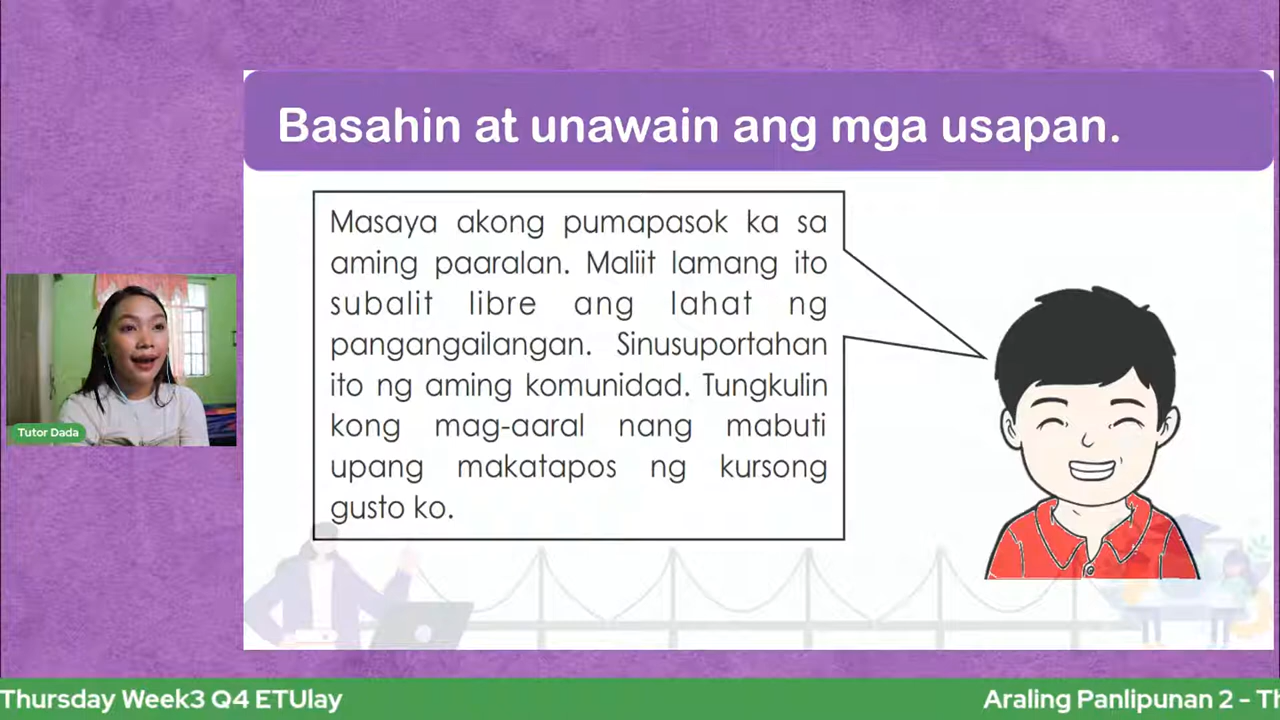 Basahin at unawain ang mga usapan.
Masaya akong pumapasok ka sa
aming paaralan. Maliit lamang ito
subalit libre ang lahat ng
pangangailangan. Sinusuportahan
ito ng aming komunidad. Tungkulin
kong mag-aaral nang mabuti
upang makatapos ng kursong
gusto ko.
Tutor Dada
Thursday Week3 Q4 ETUlay
Araling Panlipunan 2 -